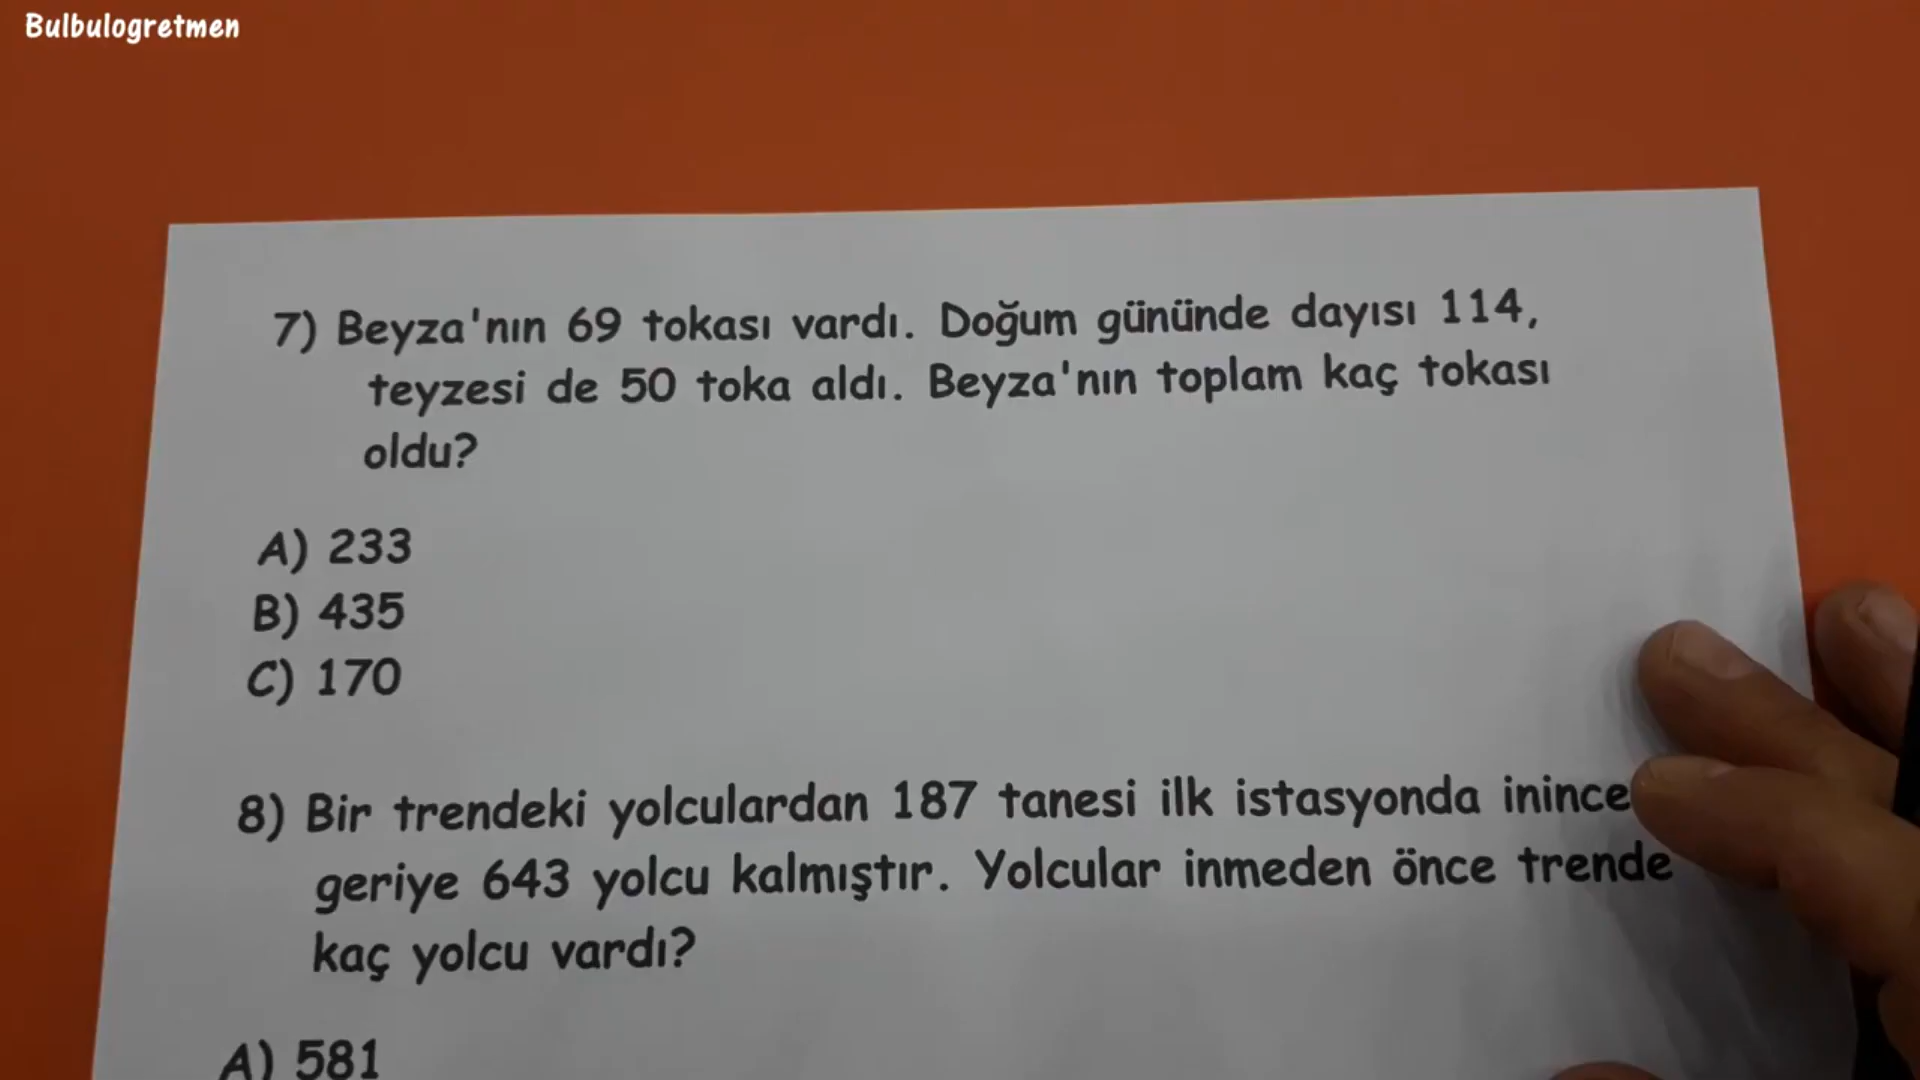 Bulbulogretmen
7) Beyza'nın 69 tokası vardı. Doğum gününde dayısı 114,
teyzesi de 50 toka aldı. Beyza'nın toplam kaç tokası
oldu?
A) 233
B) 435
C) 170
8) Bir trendeki yolculardan 187 tanesi ilk istasyonda inince
geriye 643 yolcu kalmıştır. Yolcular inmeden önce trende
kaç yolcu vardı?
A) 581